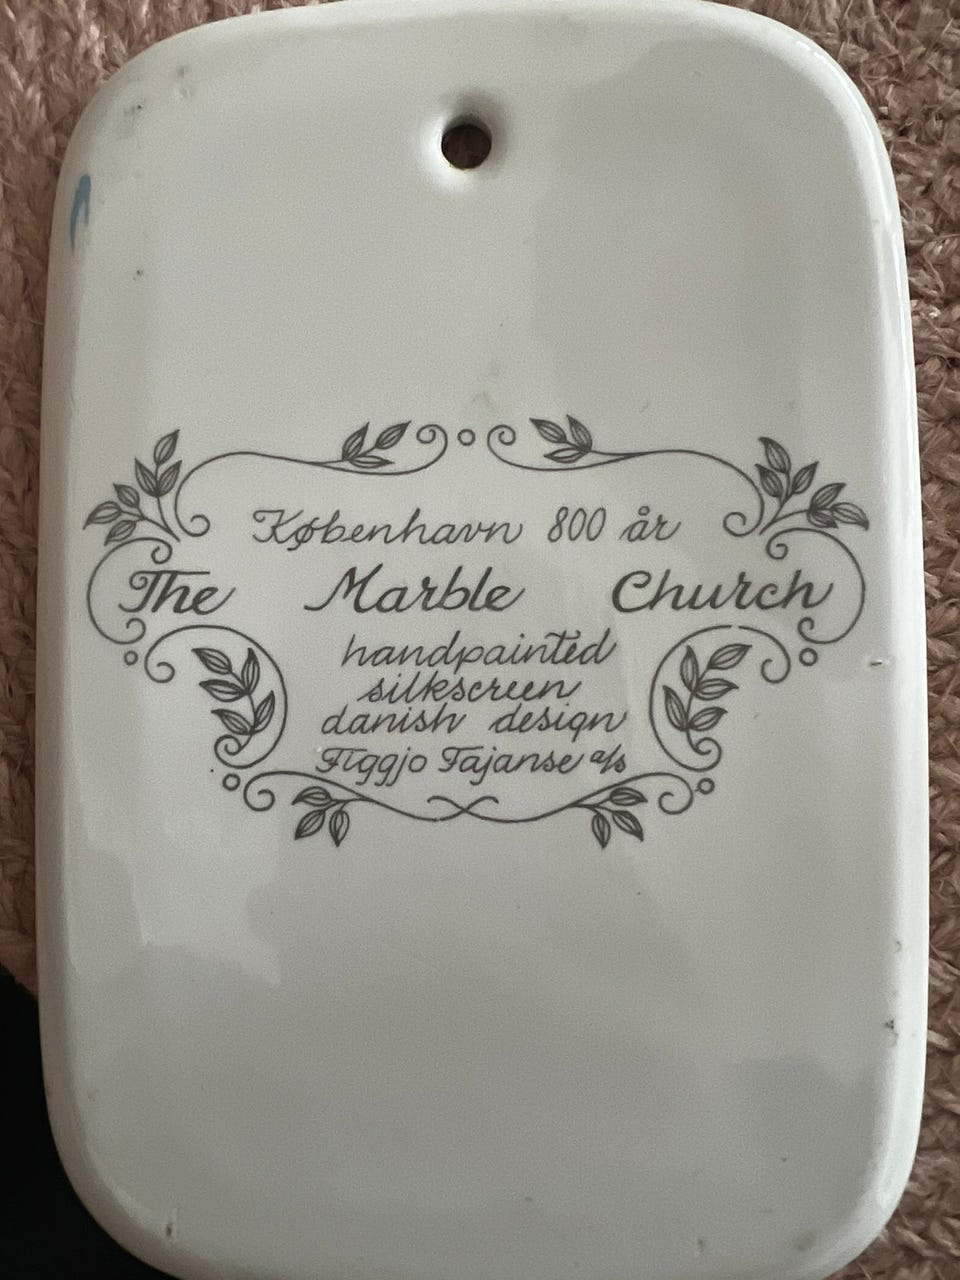 København 800 år
The Marble Church
handpainted
silkscreen
danish design
Figgjo Fajanse a/s